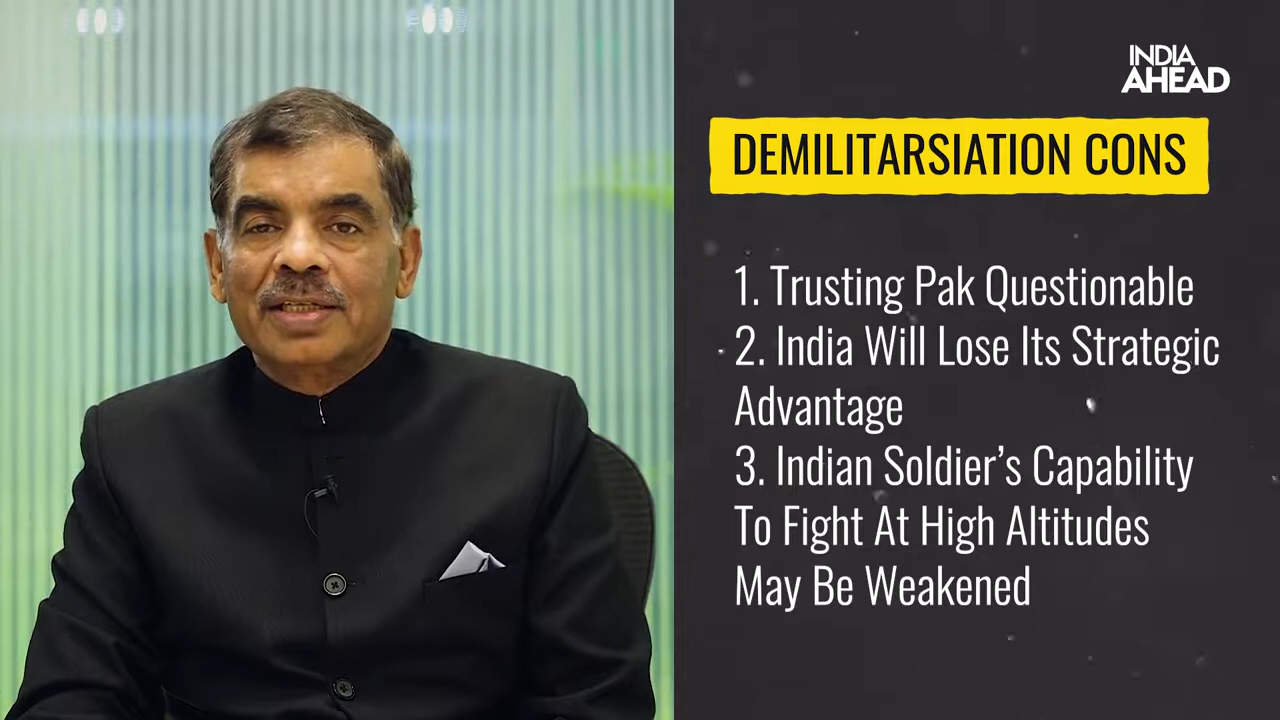 INDIA
AHEAD
DEMILITARSIATION CONS
1. Trusting Pak Questionable
2. India Will Lose Its Strategic
Advantage
3. Indian Soldier's Capability
To Fight At High Altitudes
May Be Weakened